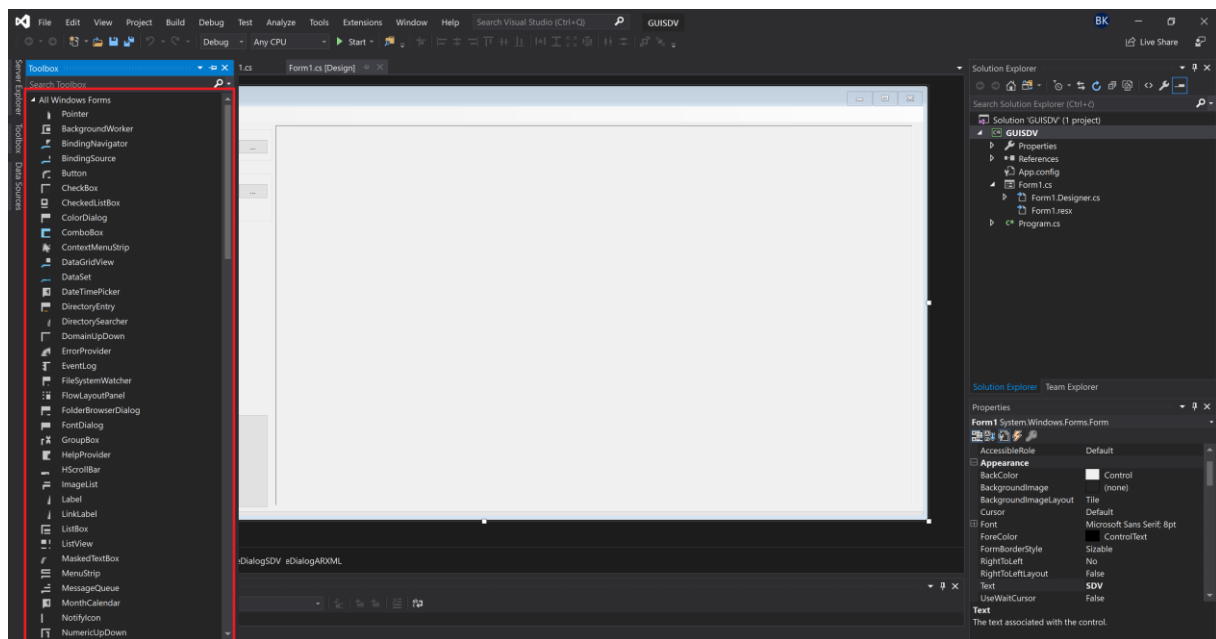 File Edit View Project Build Debug Test Analyze Tools Extensions Window Help Search Visual Studio (Ctrl+Q) GUISDV BK
Debug Any CPU Start Live Share
Server Explorer
Toolbox
Data Sources
Toolbox
Search Toolbox
All Windows Forms
Pointer
BackgroundWorker
BindingNavigator
BindingSource
Button
CheckBox
CheckedListBox
ColorDialog
ComboBox
ContextMenuStrip
DataGridView
DataSet
DateTimePicker
DirectoryEntry
DirectorySearcher
DomainUpDown
ErrorProvider
EventLog
FileSystemWatcher
FlowLayoutPanel
FolderBrowserDialog
FontDialog
GroupBox
HelpProvider
HScrollBar
ImageList
Label
LinkLabel
ListBox
ListView
MaskedTextBox
MenuStrip
MessageQueue
MonthCalendar
NotifyIcon
NumericUpDown
1.cs Form1.cs [Design]
...
...
eDialogSDV eDialogARXML
Solution Explorer
Search Solution Explorer (Ctrl+č)
Solution 'GUISDV' (1 project)
GUISDV
Properties
References
App.config
Form1.cs
Form1.Designer.cs
Form1.resx
Program.cs
Solution Explorer Team Explorer
Properties
Form1 System.Windows.Forms.Form
AccessibleRole Default
Appearance
BackColor Control
BackgroundImage (none)
BackgroundImageLayout Tile
Cursor Default
Font Microsoft Sans Serif; 8pt
ForeColor ControlText
FormBorderStyle Sizable
RightToLeft No
RightToLeftLayout False
Text SDV
UseWaitCursor False
Text
The text associated with the control.